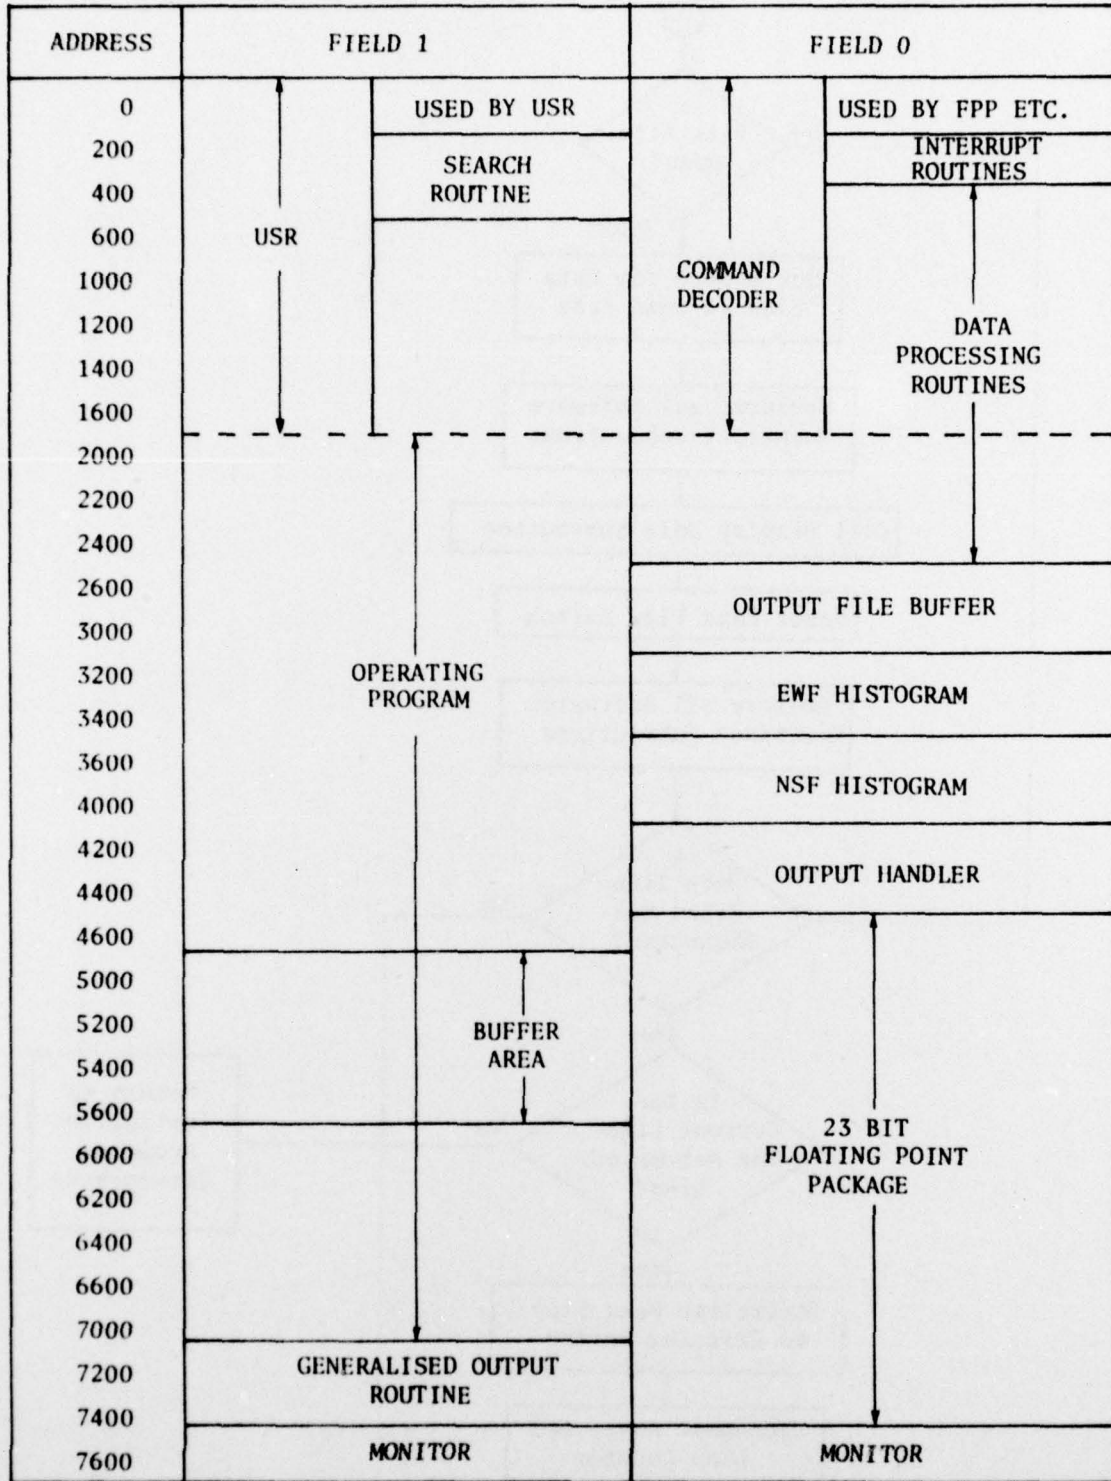 ADDRESS
FIELD 1
FIELD 0
0
USED BY USR
USED BY FPP ETC.
200
SEARCH
ROUTINE
INTERRUPT
ROUTINES
400
600
USR
1000
COMMAND
DECODER
1200
DATA
PROCESSING
ROUTINES
1400
1600
2000
2200
2400
2600
OUTPUT FILE BUFFER
3000
3200
OPERATING
PROGRAM
EWF HISTOGRAM
3400
3600
NSF HISTOGRAM
4000
4200
OUTPUT HANDLER
4400
4600
5000
5200
BUFFER
AREA
5400
5600
23 BIT
FLOATING POINT
PACKAGE
6000
6200
6400
6600
7000
7200
GENERALISED OUTPUT
ROUTINE
7400
7600
MONITOR
MONITOR